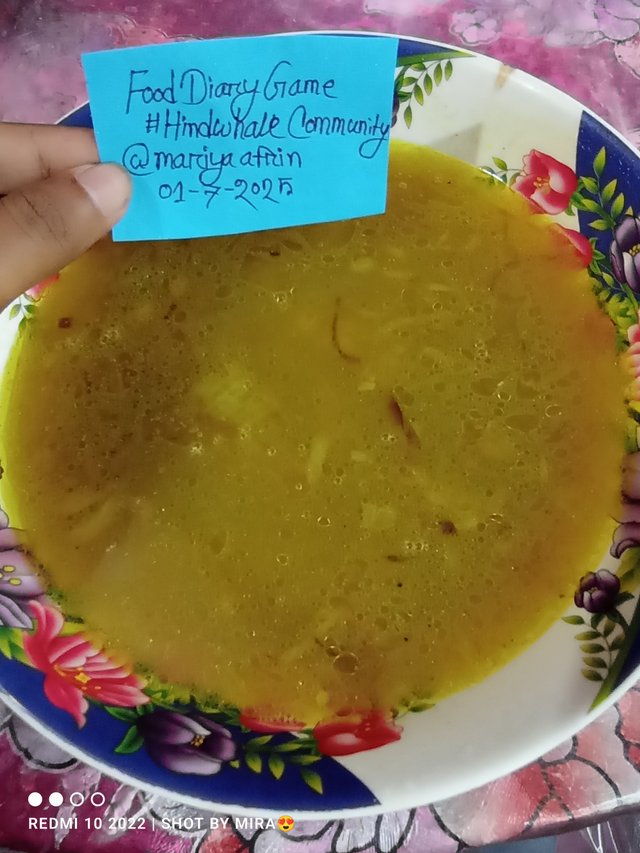 Food Diary Game
#Hindwhale Community
@marjiya afrin
01-7-2025
REDMI 10 2022 | SHOT BY MIRA😍